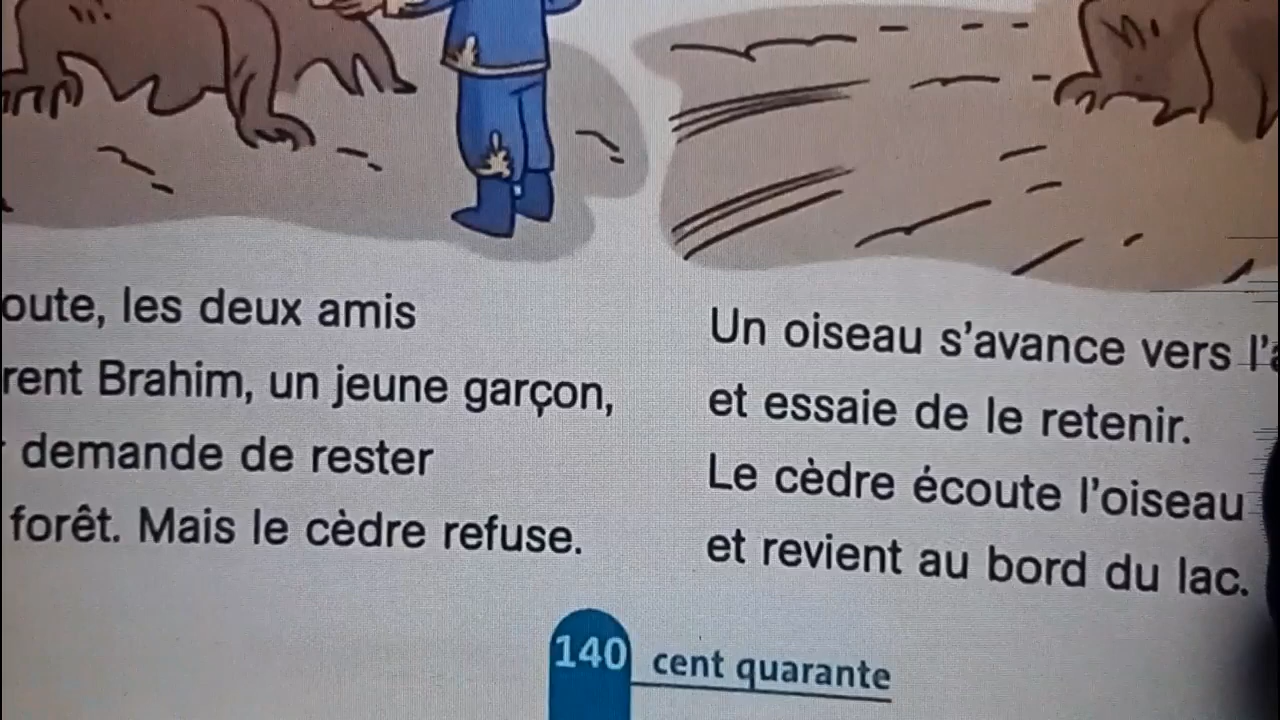 oute, les deux amis
rent Brahim, un jeune garçon,
demande de rester
forêt. Mais le cèdre refuse.
Un oiseau s'avance vers l'a
et essaie de le retenir.
Le cèdre écoute l'oiseau
et revient au bord du lac.
140 cent quarante